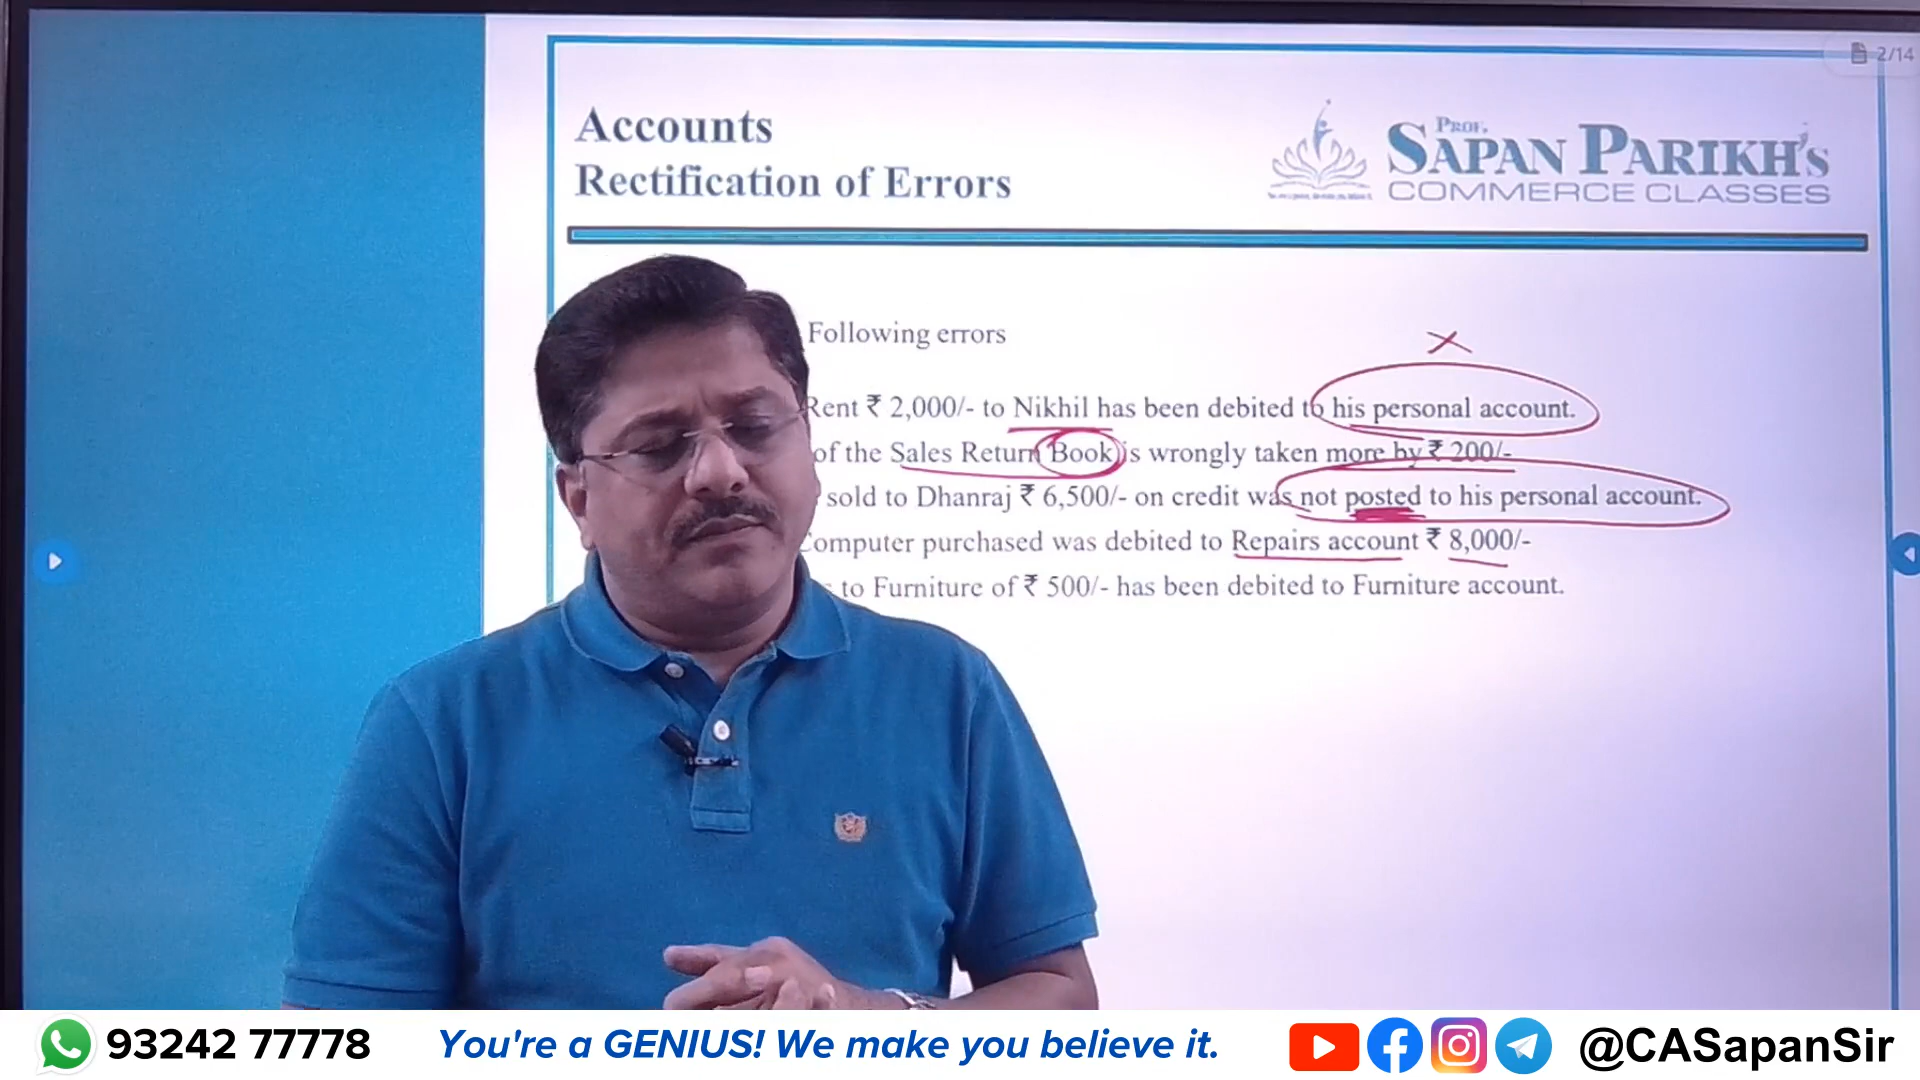 2/14
Accounts
Rectification of Errors
PROF.
SAPAN PARIKH'S
COMMERCE CLASSES
Following errors
Rent ₹ 2,000/- to Nikhil has been debited to his personal account.
of the Sales Return Book is wrongly taken more by ₹ 200/-
sold to Dhanraj ₹ 6,500/- on credit was not posted to his personal account.
Computer purchased was debited to Repairs account ₹ 8,000/-
to Furniture of ₹ 500/- has been debited to Furniture account.
93242 77778
You're a GENIUS! We make you believe it.
@CASapanSir